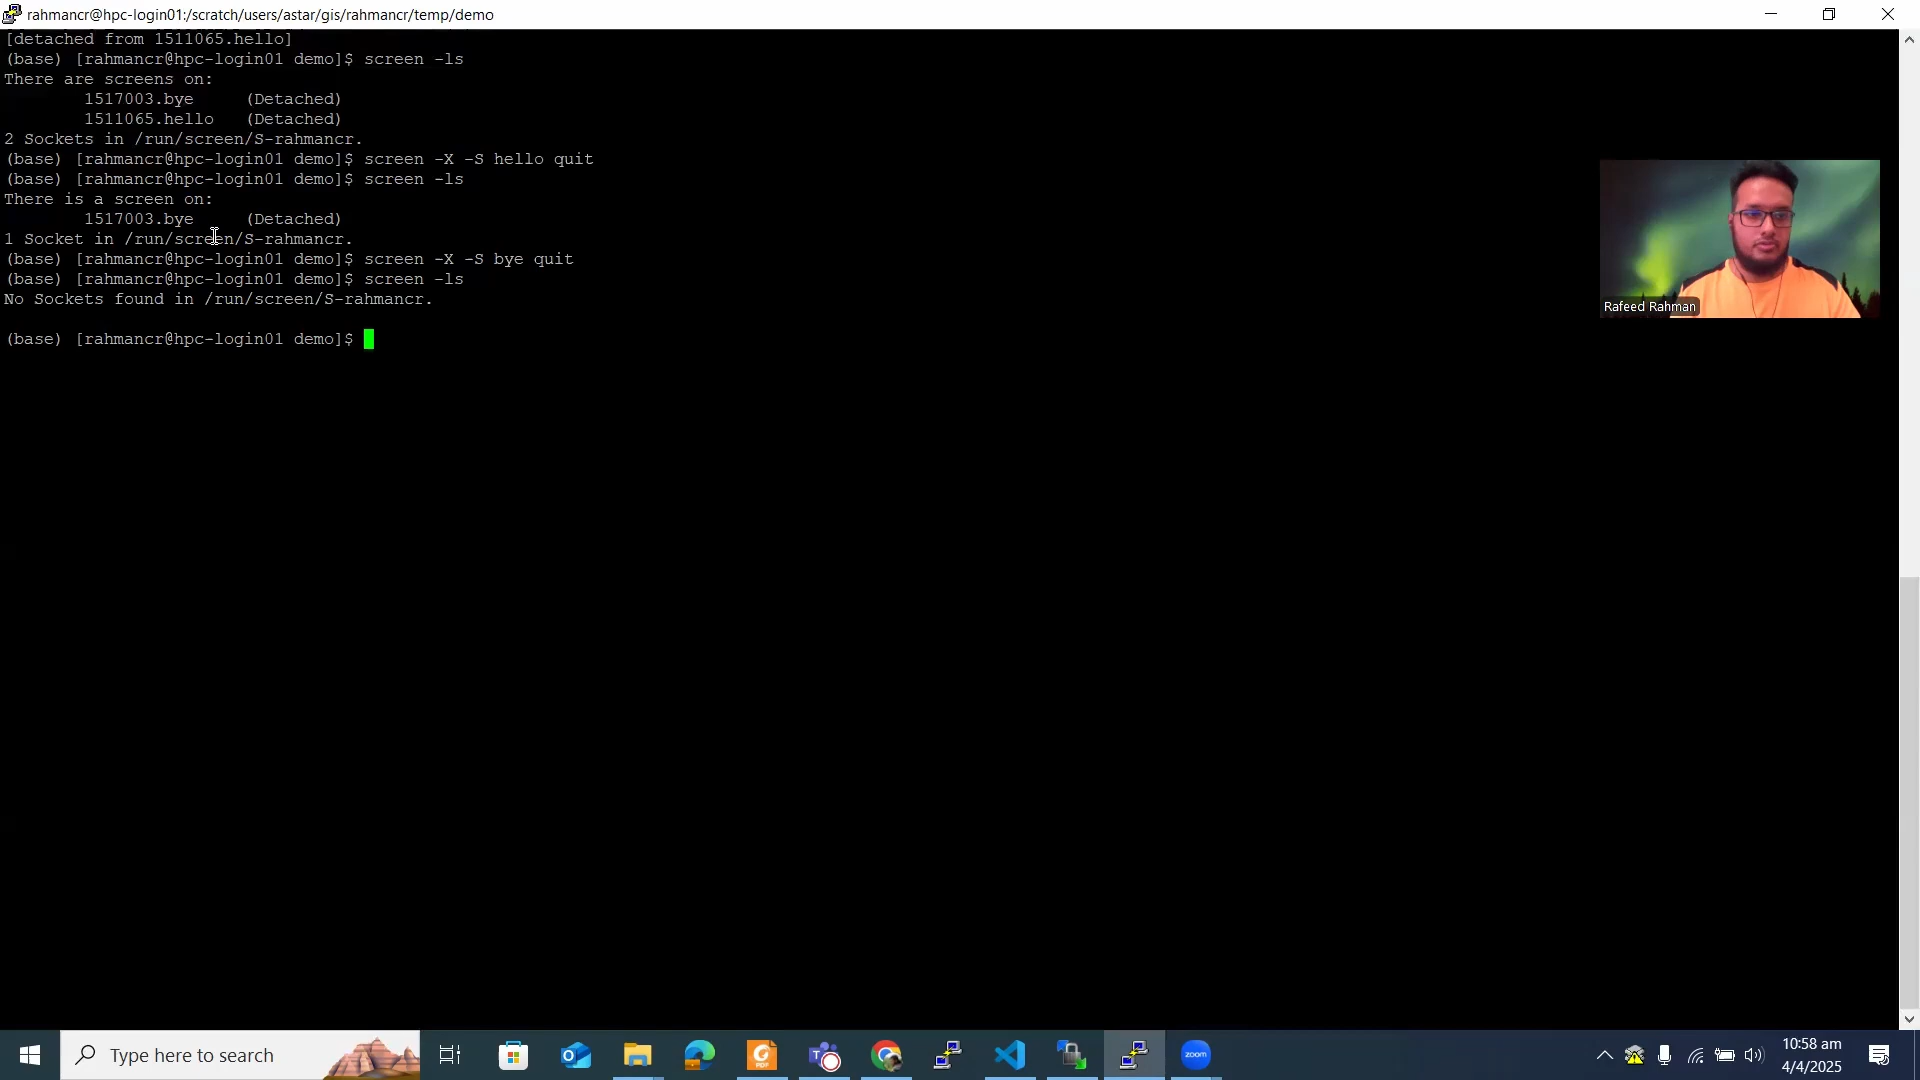 rahmancr@hpc-login01:/scratch/users/astar/gis/rahmancr/temp/demo
[detached from 1511065.hello]
(base) [rahmancr@hpc-login01 demo]$ screen -ls
There are screens on:
1517003.bye (Detached)
1511065.hello (Detached)
2 Sockets in /run/screen/S-rahmancr.
(base) [rahmancr@hpc-login01 demo]$ screen -X -S hello quit
(base) [rahmancr@hpc-login01 demo]$ screen -ls
There is a screen on:
1517003.bye (Detached)
1 Socket in /run/screen/S-rahmancr.
(base) [rahmancr@hpc-login01 demo]$ screen -X -S bye quit
(base) [rahmancr@hpc-login01 demo]$ screen -ls
No Sockets found in /run/screen/S-rahmancr.
(base) [rahmancr@hpc-login01 demo]$
Rafeed Rahman
Type here to search
PDF
zoom
10:58 am
4/4/2025